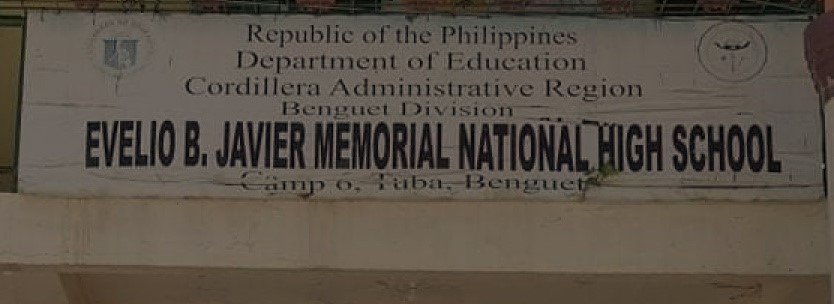 Republic of the Philippines
Department of Education
Cordillera Administrative Region
Benguet Division
EVELIO B. JAVIER MEMORIAL NATIONAL HIGH SCHOOL
Camp 6, Tuba, Benguet